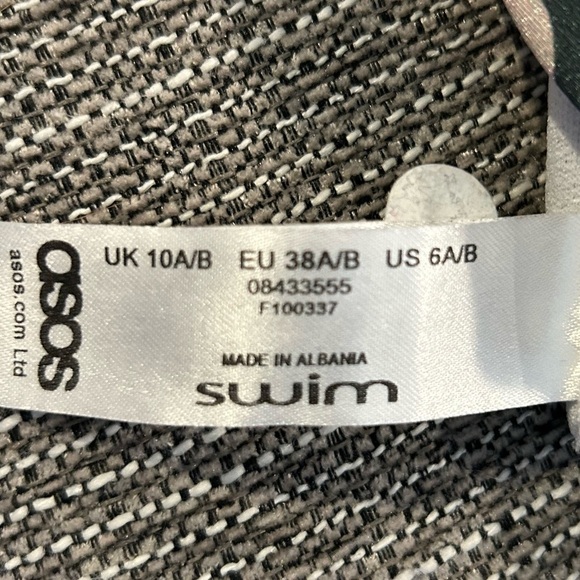 asos
asos.com Ltd
UK 10A/B EU 38A/B US 6A/B
08433555
F100337
MADE IN ALBANIA
swim